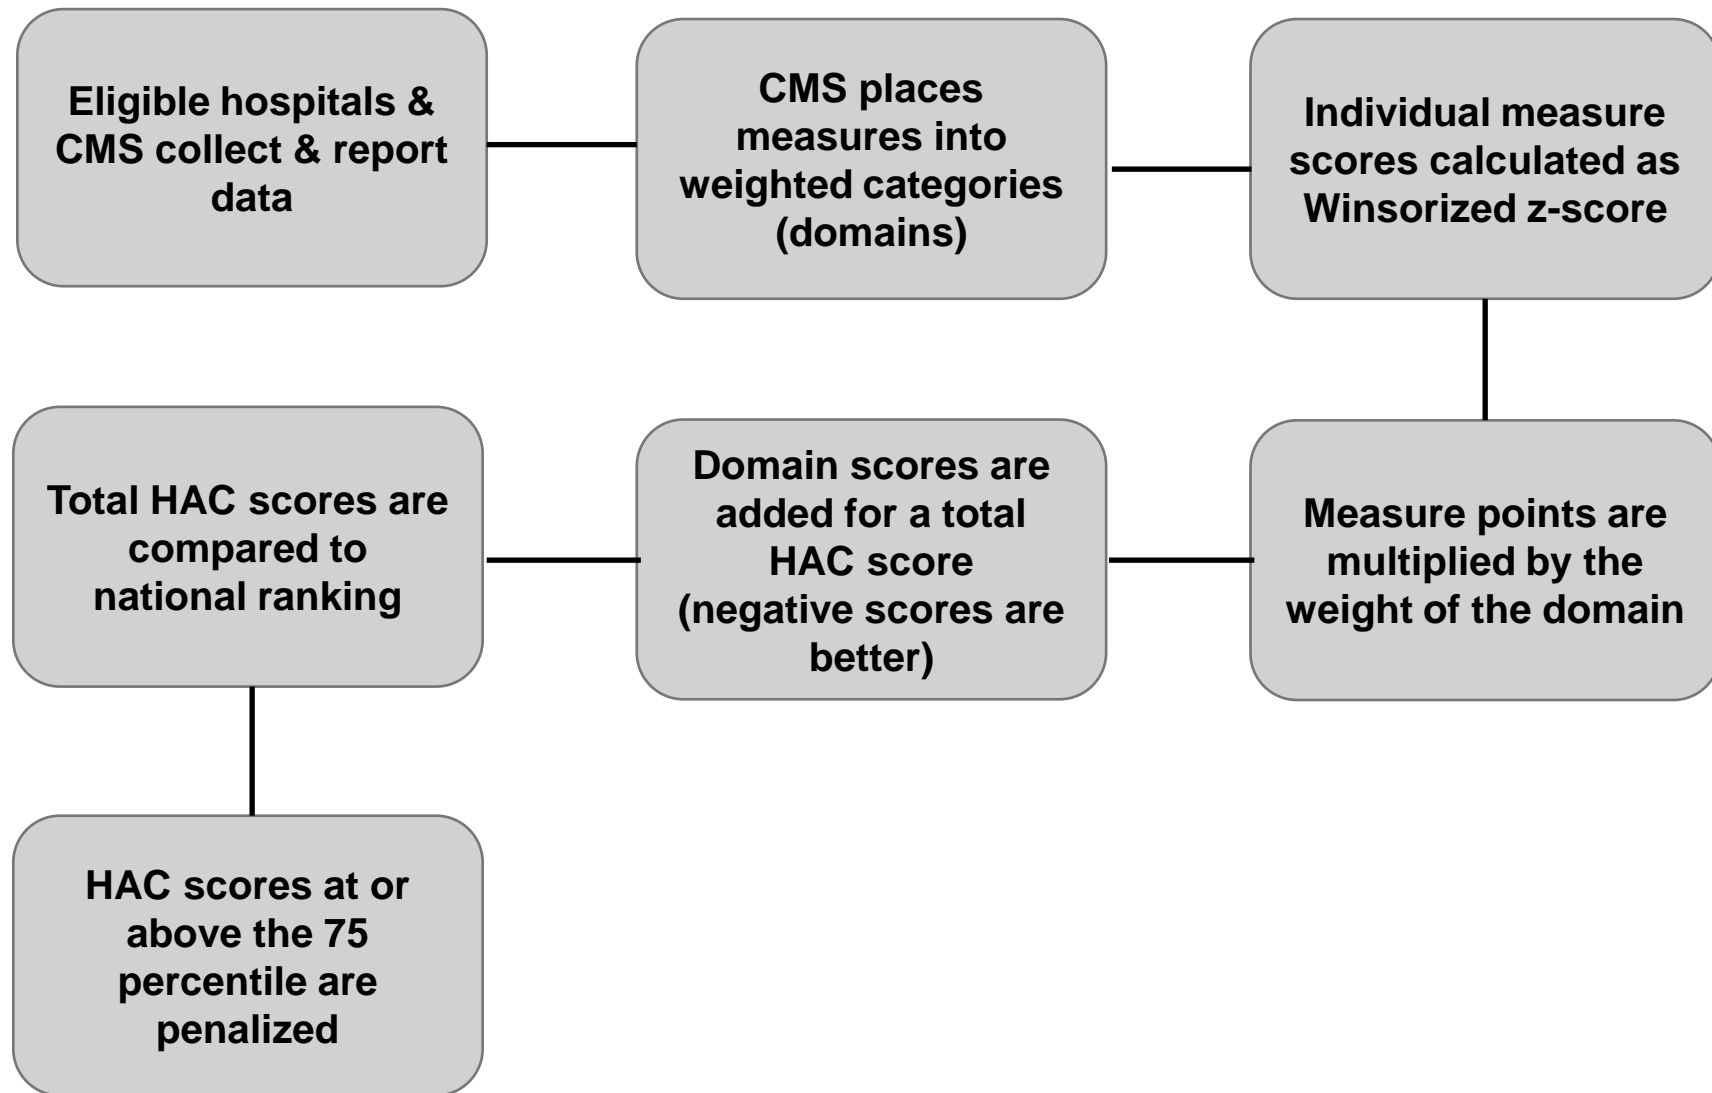 Eligible hospitals &
CMS collect & report
data
CMS places
measures into
weighted categories
(domains)
Individual measure
scores calculated as
Winsorized z-score
Measure points are
multiplied by the
weight of the domain
Domain scores are
added for a total
HAC score
(negative scores are
better)
Total HAC scores are
compared to
national ranking
HAC scores at or
above the 75
percentile are
penalized